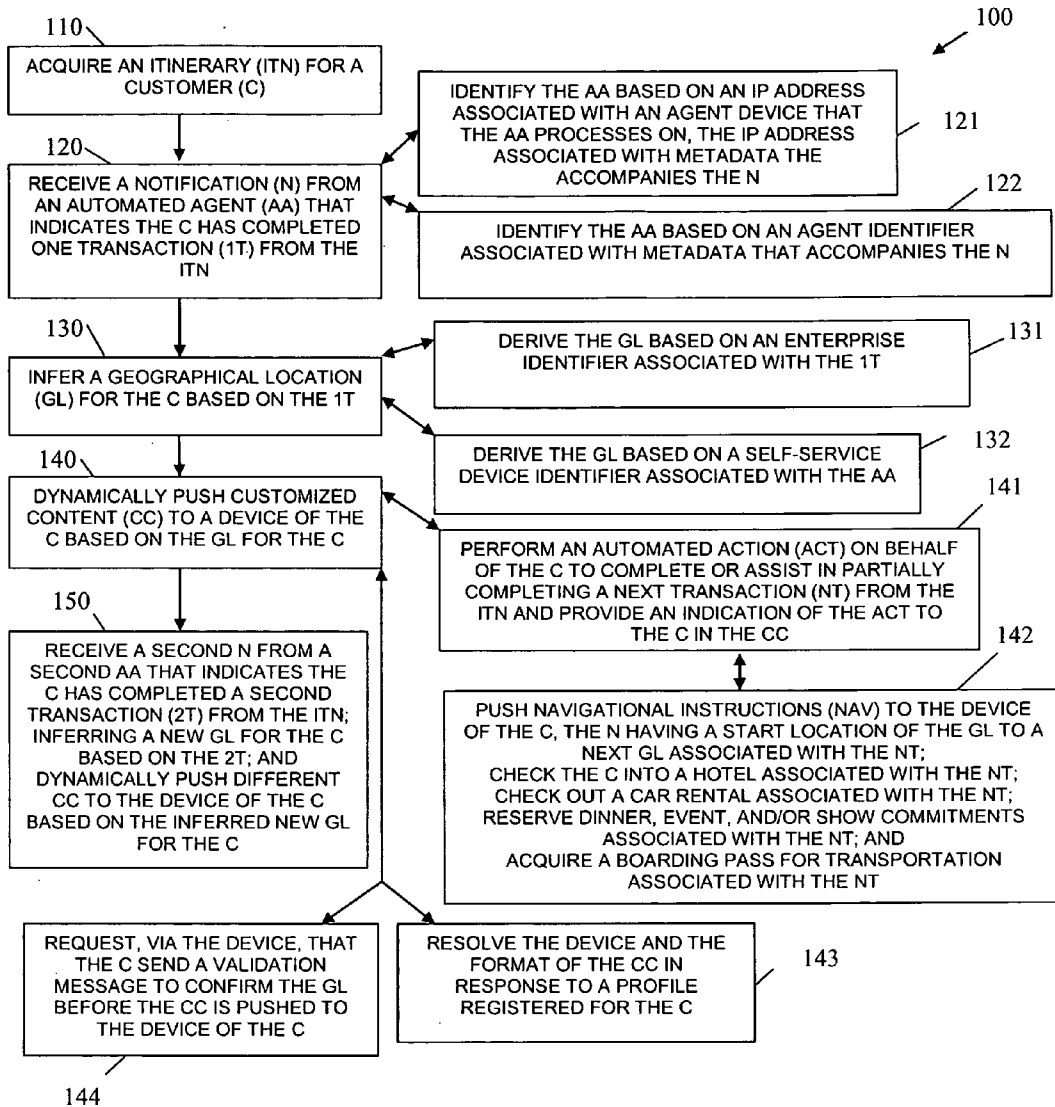 100
110
ACQUIRE AN ITINERARY (ITN) FOR A
CUSTOMER (C)
IDENTIFY THE AA BASED ON AN IP ADDRESS
ASSOCIATED WITH AN AGENT DEVICE THAT
THE AA PROCESSES ON, THE IP ADDRESS
ASSOCIATED WITH METADATA THE
ACCOMPANIES THE N
121
120
RECEIVE A NOTIFICATION (N) FROM
AN AUTOMATED AGENT (AA) THAT
INDICATES THE C HAS COMPLETED
ONE TRANSACTION (1T) FROM THE
ITN
122
IDENTIFY THE AA BASED ON AN AGENT IDENTIFIER
ASSOCIATED WITH METADATA THAT ACCOMPANIES THE N
130
INFER A GEOGRAPHICAL LOCATION
(GL) FOR THE C BASED ON THE 1T
DERIVE THE GL BASED ON AN ENTERPRISE
IDENTIFIER ASSOCIATED WITH THE 1T
131
DERIVE THE GL BASED ON A SELF-SERVICE
DEVICE IDENTIFIER ASSOCIATED WITH THE AA
132
140
DYNAMICALLY PUSH CUSTOMIZED
CONTENT (CC) TO A DEVICE OF THE
C BASED ON THE GL FOR THE C
141
PERFORM AN AUTOMATED ACTION (ACT) ON BEHALF
OF THE C TO COMPLETE OR ASSIST IN PARTIALLY
COMPLETING A NEXT TRANSACTION (NT) FROM THE
ITN AND PROVIDE AN INDICATION OF THE ACT TO
THE C IN THE CC
150
RECEIVE A SECOND N FROM A
SECOND AA THAT INDICATES THE
C HAS COMPLETED A SECOND
TRANSACTION (2T) FROM THE ITN;
INFERRING A NEW GL FOR THE C
BASED ON THE 2T; AND
DYNAMICALLY PUSH DIFFERENT
CC TO THE DEVICE OF THE C
BASED ON THE INFERRED NEW GL
FOR THE C
142
PUSH NAVIGATIONAL INSTRUCTIONS (NAV) TO THE DEVICE
OF THE C, THE N HAVING A START LOCATION OF THE GL TO A
NEXT GL ASSOCIATED WITH THE NT;
CHECK THE C INTO A HOTEL ASSOCIATED WITH THE NT;
CHECK OUT A CAR RENTAL ASSOCIATED WITH THE NT;
RESERVE DINNER, EVENT, AND/OR SHOW COMMITMENTS
ASSOCIATED WITH THE NT; AND
ACQUIRE A BOARDING PASS FOR TRANSPORTATION
ASSOCIATED WITH THE NT
REQUEST, VIA THE DEVICE, THAT
THE C SEND A VALIDATION
MESSAGE TO CONFIRM THE GL
BEFORE THE CC IS PUSHED TO
THE DEVICE OF THE C
144
RESOLVE THE DEVICE AND THE
FORMAT OF THE CC IN
RESPONSE TO A PROFILE
REGISTERED FOR THE C
143